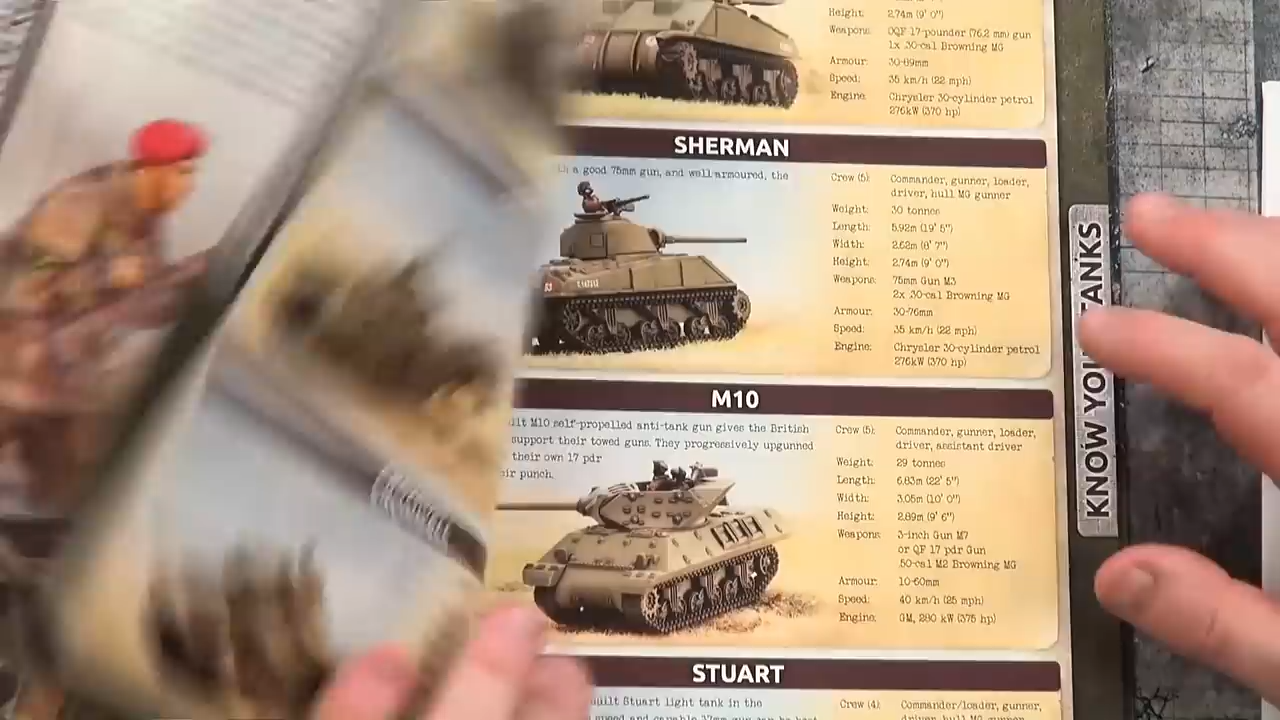 Height: 2.74m (9' 0")
Weapons: OQF 17-pounder (76.2 mm) gun
1x .30-cal Browning MG
Armour: 30-89mm
Speed: 35 km/h (22 mph)
Engine: Chrysler 30-cylinder petrol
276kW (370 hp)
SHERMAN
a good 75mm gun, and well-armoured, the
Crew (5): Commander, gunner, loader,
driver, hull MG gunner
Weight: 30 tonnes
Length: 5.92m (19' 5")
Width: 2.62m (8' 7")
Height: 2.74m (9' 0")
Weapons: 75mm Gun M3
2x .30-cal Browning MG
Armour: 30-76mm
Speed: 35 km/h (22 mph)
Engine: Chrysler 30-cylinder petrol
276kW (370 hp)
M10
M10 self-propelled anti-tank gun gives the British
support their towed guns. They progressively upgunned
their own 17 pdr
punch.
Crew (5): Commander, gunner, loader,
driver, assistant driver
Weight: 29 tonnes
Length: 6.83m (22' 5")
Width: 3.05m (10' 0")
Height: 2.89m (9' 6")
Weapons: 3-inch Gun M7
or QF 17 pdr Gun
.50-cal M2 Browning MG
Armour: 10-60mm
Speed: 40 km/h (25 mph)
Engine: GM, 280 kW (375 hp)
STUART
Stuart light tank in the
Crew (4): Commander/loader, gunner,
KNOW YOU TANKS